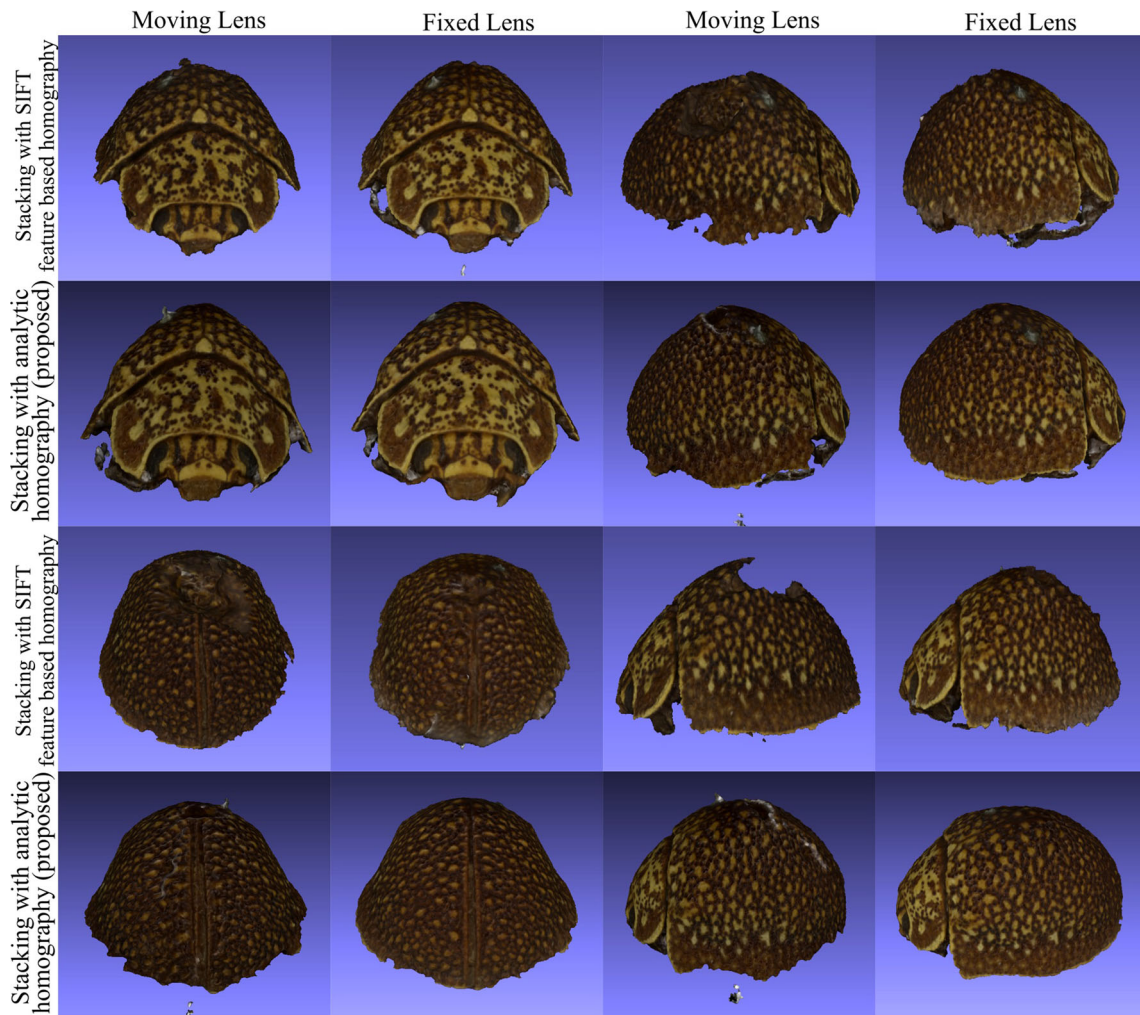 Moving Lens
Fixed Lens
Moving Lens
Fixed Lens
Stacking with SIFT
feature based homography
Stacking with analytic
homography (proposed)
Stacking with SIFT
feature based homography
Stacking with analytic
homography (proposed)